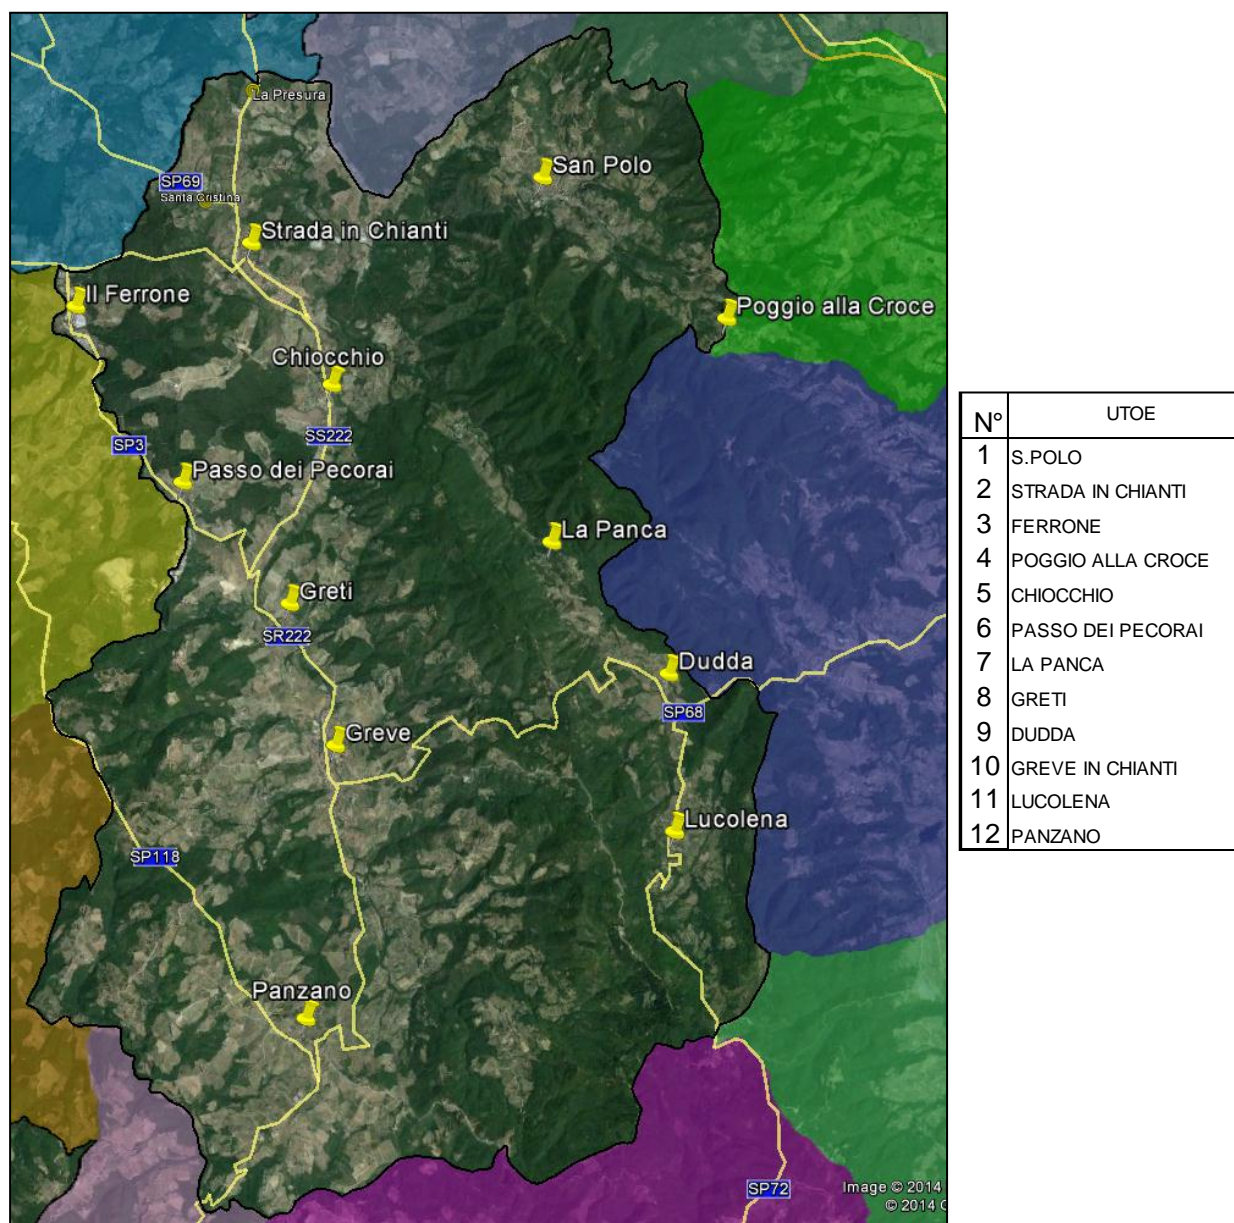 La Presura
San Polo
SP69
Santa Cristina
Strada in Chianti
Il Ferrone
Poggio alla Croce
Chiocchio
SS222
SP3
Passo dei Pecorai
La Panca
Greti
SR222
Dudda
SP68
Greve
Lucolena
SP118
Panzano
SP72
Image © 2014
© 2014
N° UTOE
1 S.POLO
2 STRADA IN CHIANTI
3 FERRONE
4 POGGIO ALLA CROCE
5 CHIOCCHIO
6 PASSO DEI PECORAI
7 LA PANCA
8 GRETI
9 DUDDA
10 GREVE IN CHIANTI
11 LUCOLENA
12 PANZANO